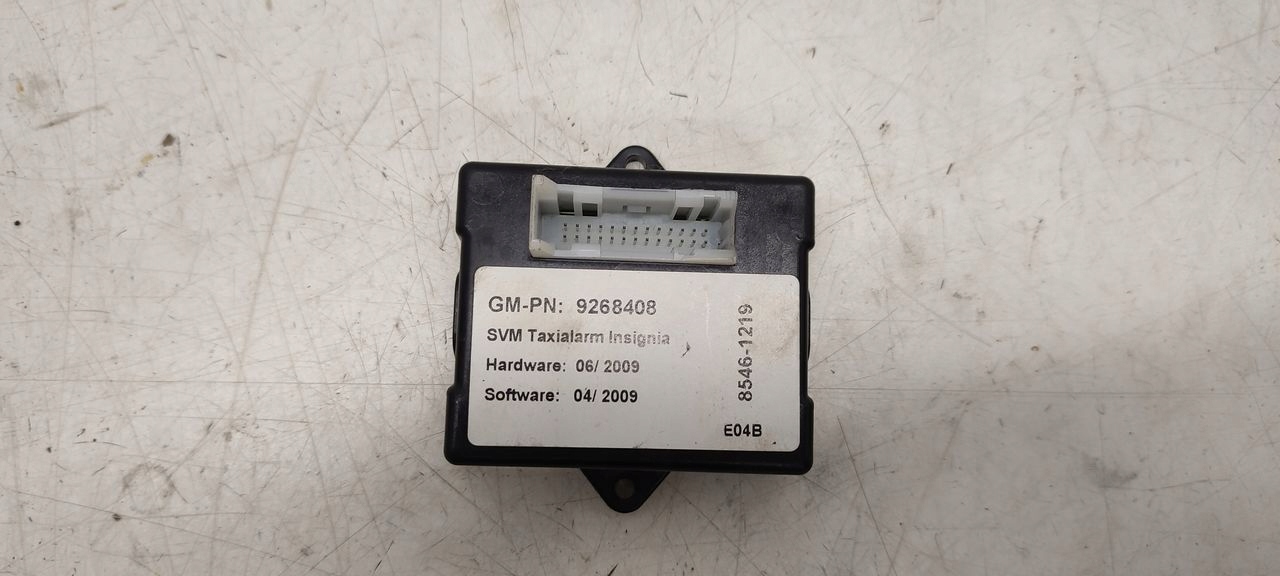 GM-PN: 9268408
SVM Taxialarm Insignia
Hardware: 06/ 2009
Software: 04/ 2009
8546-1219
E04B